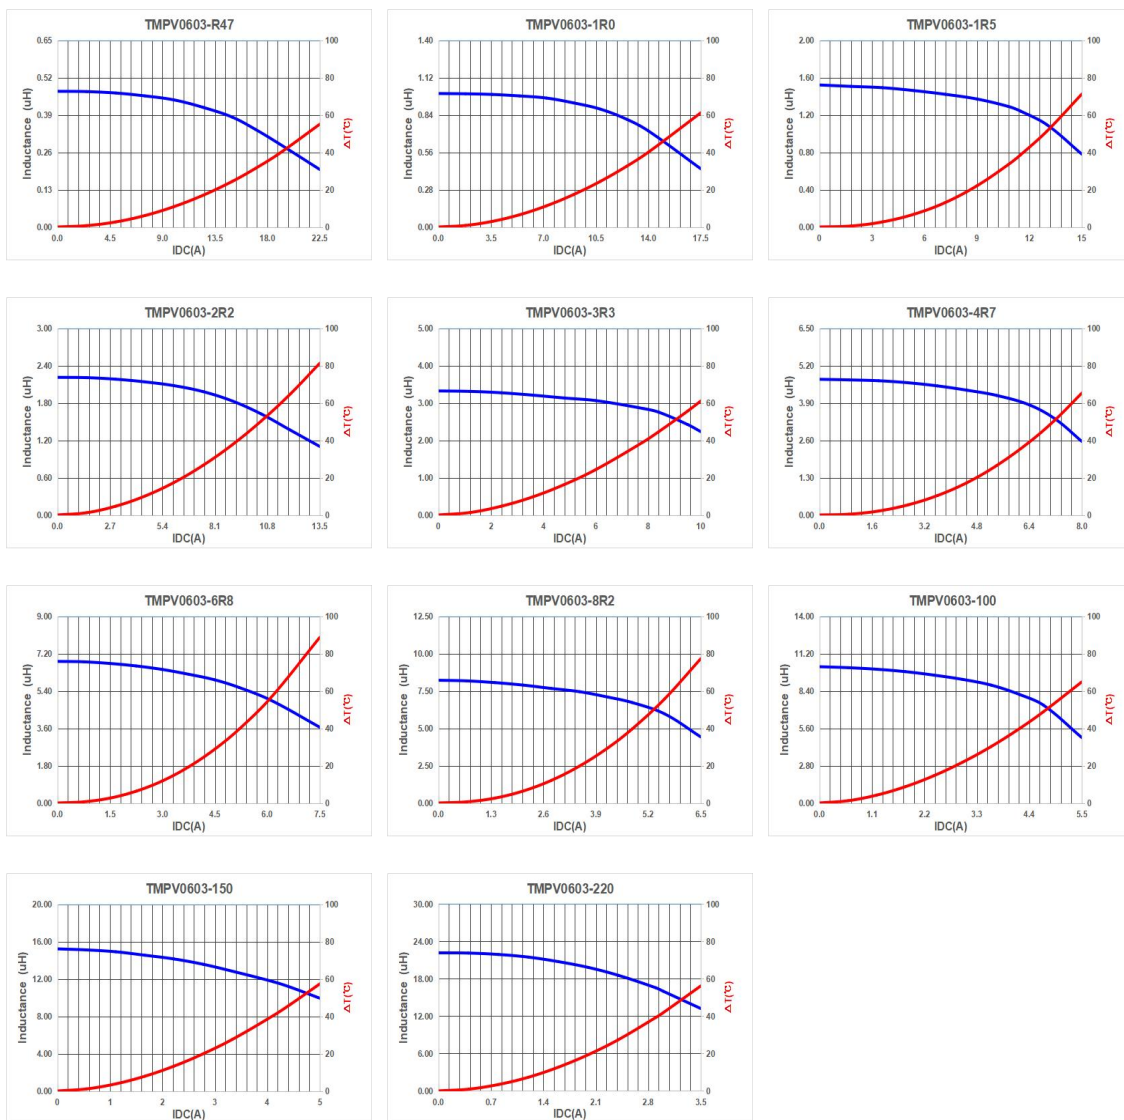 TMPV0603-R47
0.65
0.52
0.39
0.26
0.13
0.00
100
80
60
40
20
0
0.0 4.5 9.0 13.5 18.0 22.5
Inductance (uH)
ΔT(℃)
IDC(A)
TMPV0603-1R0
1.40
1.12
0.84
0.56
0.28
0.00
100
80
60
40
20
0
0.0 3.5 7.0 10.5 14.0 17.5
Inductance (uH)
ΔT(℃)
IDC(A)
TMPV0603-1R5
2.00
1.60
1.20
0.80
0.40
0.00
100
80
60
40
20
0
0 3 6 9 12 15
Inductance (uH)
ΔT(℃)
IDC(A)
TMPV0603-2R2
3.00
2.40
1.80
1.20
0.60
0.00
100
80
60
40
20
0
0.0 2.7 5.4 8.1 10.8 13.5
Inductance (uH)
ΔT(℃)
IDC(A)
TMPV0603-3R3
5.00
4.00
3.00
2.00
1.00
0.00
100
80
60
40
20
0
0 2 4 6 8 10
Inductance (uH)
ΔT(℃)
IDC(A)
TMPV0603-4R7
6.50
5.20
3.90
2.60
1.30
0.00
100
80
60
40
20
0
0.0 1.6 3.2 4.8 6.4 8.0
Inductance (uH)
ΔT(℃)
IDC(A)
TMPV0603-6R8
9.00
7.20
5.40
3.60
1.80
0.00
100
80
60
40
20
0
0.0 1.5 3.0 4.5 6.0 7.5
Inductance (uH)
ΔT(℃)
IDC(A)
TMPV0603-8R2
12.50
10.00
7.50
5.00
2.50
0.00
100
80
60
40
20
0
0.0 1.3 2.6 3.9 5.2 6.5
Inductance (uH)
ΔT(℃)
IDC(A)
TMPV0603-100
14.00
11.20
8.40
5.60
2.80
0.00
100
80
60
40
20
0
0.0 1.1 2.2 3.3 4.4 5.5
Inductance (uH)
ΔT(℃)
IDC(A)
TMPV0603-150
20.00
16.00
12.00
8.00
4.00
0.00
100
80
60
40
20
0
0 1 2 3 4 5
Inductance (uH)
ΔT(℃)
IDC(A)
TMPV0603-220
30.00
24.00
18.00
12.00
6.00
0.00
100
80
60
40
20
0
0.0 0.7 1.4 2.1 2.8 3.5
Inductance (uH)
ΔT(℃)
IDC(A)